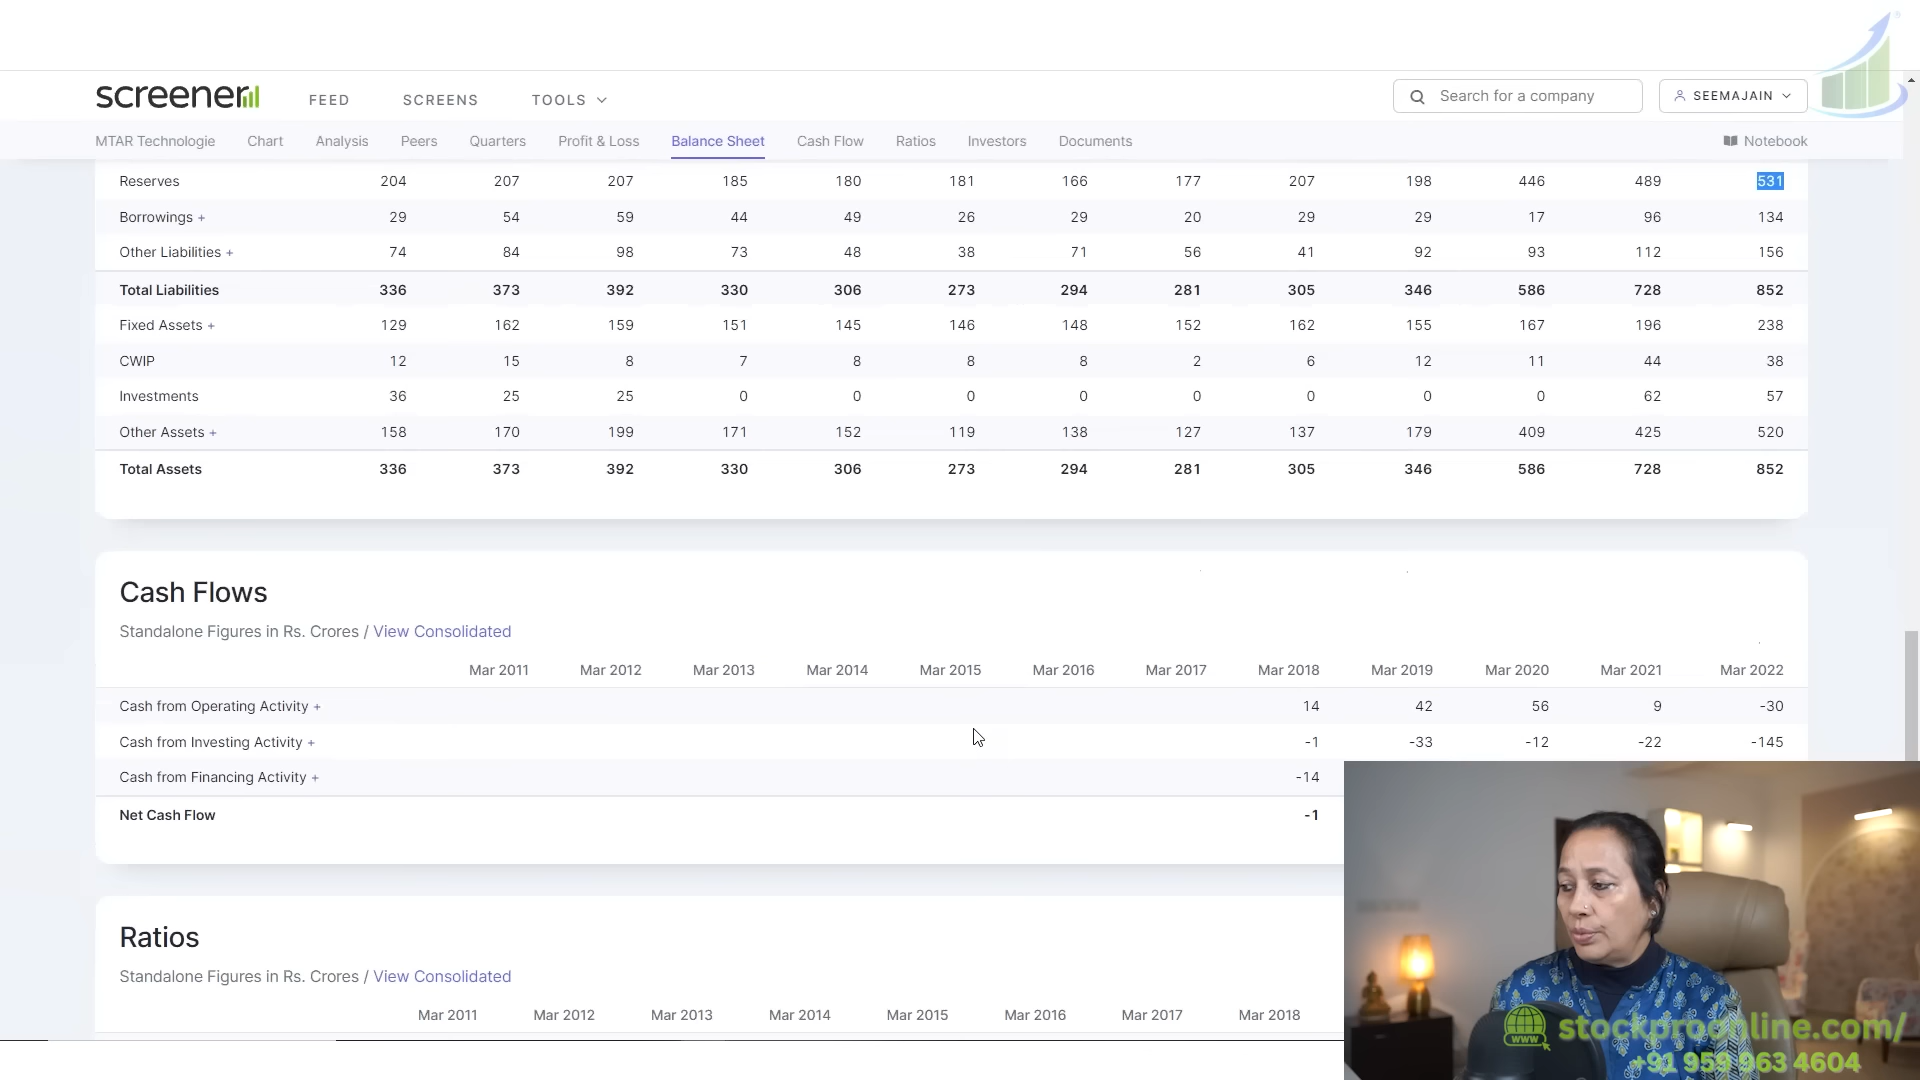 screener
FEED SCREENS TOOLS
Search for a company
SEMAJAIN
MTAR Technologie Chart Analysis Peers Quarters Profit & Loss Balance Sheet Cash Flow Ratios Investors Documents Notebook
Reserves 204 207 207 185 180 181 166 177 207 198 446 489 531
Borrowings + 29 54 59 44 49 26 29 20 29 29 17 96 134
Other Liabilities + 74 84 98 73 48 38 71 56 41 92 93 112 156
Total Liabilities 336 373 392 330 306 273 294 281 305 346 586 728 852
Fixed Assets + 129 162 159 151 145 146 148 152 162 155 167 196 238
CWIP 12 15 8 7 8 8 8 2 6 12 11 44 38
Investments 36 25 25 0 0 0 0 0 0 0 0 62 57
Other Assets + 158 170 199 171 152 119 138 127 137 179 409 425 520
Total Assets 336 373 392 330 306 273 294 281 305 346 586 728 852
Cash Flows
Standalone Figures in Rs. Crores / View Consolidated
Mar 2011 Mar 2012 Mar 2013 Mar 2014 Mar 2015 Mar 2016 Mar 2017 Mar 2018 Mar 2019 Mar 2020 Mar 2021 Mar 2022
Cash from Operating Activity + 14 42 56 9 -30
Cash from Investing Activity + -1 -33 -12 -22 -145
Cash from Financing Activity + -14
Net Cash Flow -1
Ratios
Standalone Figures in Rs. Crores / View Consolidated
Mar 2011 Mar 2012 Mar 2013 Mar 2014 Mar 2015 Mar 2016 Mar 2017 Mar 2018
www stockproonline.com/
+91 959 963 4604